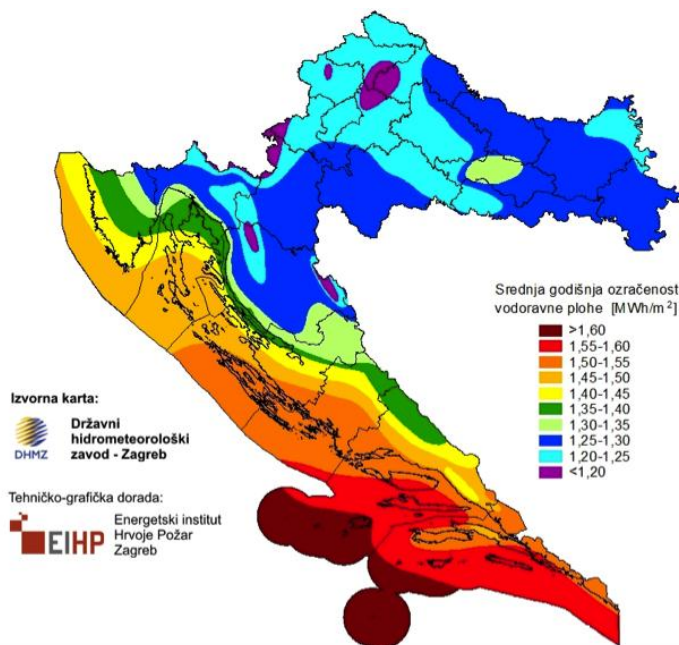 Srednja godišnja ozračenost
vodoravne plohe [MWh/m²]
>1,60
1,55-1,60
1,50-1,55
1,45-1,50
1,40-1,45
1,35-1,40
1,30-1,35
1,25-1,30
1,20-1,25
<1,20
Izvorna karta:
DHMZ
Državni
hidrometeorološki
zavod - Zagreb
Tehničko-grafička dorada:
EIHP
Energetski institut
Hrvoje Požar
Zagreb